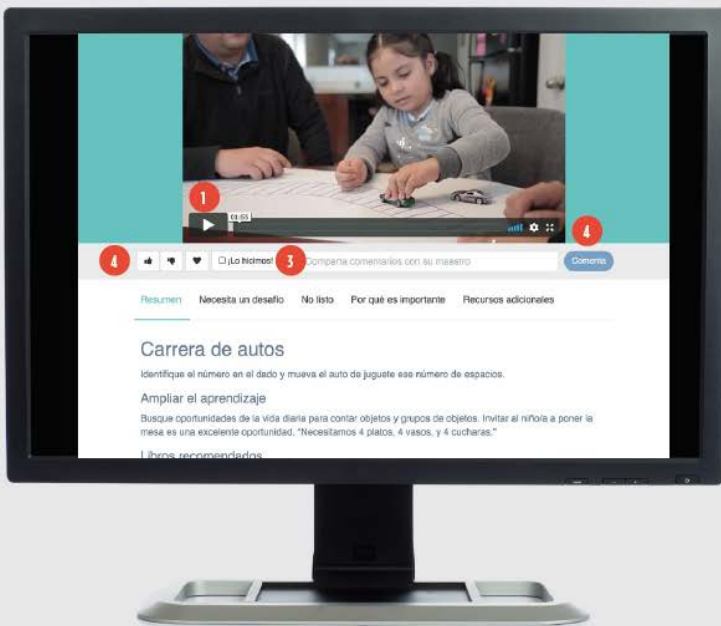 1
01:55
4
4
¡Lo hicimos!
3
Comparta comentarios con su maestro
Comenta
Resumen Necesita un desafío No listo Por qué es importante Recursos adicionales
Carrera de autos
Identifique el número en el dado y mueva el auto de juguete ese número de espacios.
Ampliar el aprendizaje
Busque oportunidades de la vida diaria para contar objetos y grupos de objetos. Invitar al niño/a a poner la
mesa es una excelente oportunidad. "Necesitamos 4 platos, 4 vasos, y 4 cucharas."
Libros recomendados